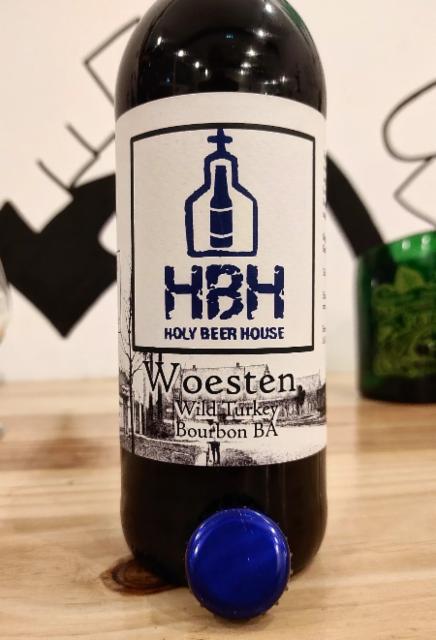 HBH
HOLY BEER HOUSE
Woesten
Wild Turkey
Bourbon BA